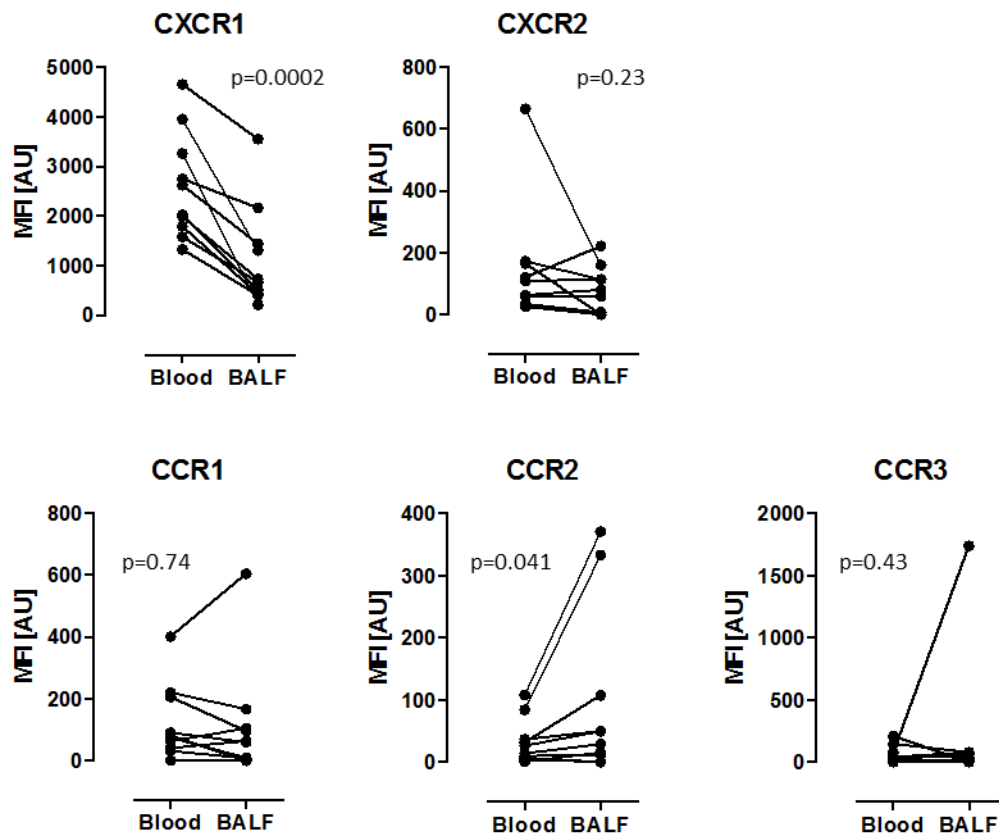 CXCR1
5000
4000
3000
2000
1000
0
MFI [AU]
p=0.0002
Blood BALF
CXCR2
800
600
400
200
0
MFI [AU]
p=0.23
Blood BALF
CCR1
800
600
400
200
0
MFI [AU]
p=0.74
Blood BALF
CCR2
400
300
200
100
0
MFI [AU]
p=0.041
Blood BALF
CCR3
2000
1500
1000
500
0
MFI [AU]
p=0.43
Blood BALF